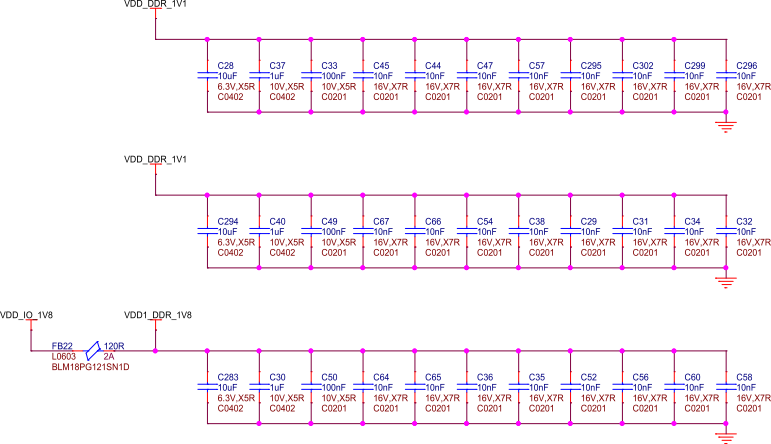 VDD_DDR_1V1
C28 C37 C33 C45 C44 C47 C57 C295 C302 C299 C296
10uF 1uF 100nF 10nF 10nF 10nF 10nF 10nF 10nF 10nF 10nF
6.3V,X5R 10V,X5R 10V,X5R 16V,X7R 16V,X7R 16V,X7R 16V,X7R 16V,X7R 16V,X7R 16V,X7R 16V,X7R
C0402 C0402 C0201 C0201 C0201 C0201 C0201 C0201 C0201 C0201 C0201
VDD_DDR_1V1
C294 C40 C49 C67 C66 C54 C38 C29 C31 C34 C32
10uF 1uF 100nF 10nF 10nF 10nF 10nF 10nF 10nF 10nF 10nF
6.3V,X5R 10V,X5R 10V,X5R 16V,X7R 16V,X7R 16V,X7R 16V,X7R 16V,X7R 16V,X7R 16V,X7R 16V,X7R
C0402 C0402 C0201 C0201 C0201 C0201 C0201 C0201 C0201 C0201 C0201
VDD_IO_1V8 VDD1_DDR_1V8
FB22 120R
L0603 2A
BLM18PG121SN1D
C283 C30 C50 C64 C65 C36 C35 C52 C56 C60 C58
10uF 1uF 100nF 10nF 10nF 10nF 10nF 10nF 10nF 10nF 10nF
6.3V,X5R 10V,X5R 10V,X5R 16V,X7R 16V,X7R 16V,X7R 16V,X7R 16V,X7R 16V,X7R 16V,X7R 16V,X7R
C0402 C0402 C0201 C0201 C0201 C0201 C0201 C0201 C0201 C0201 C0201